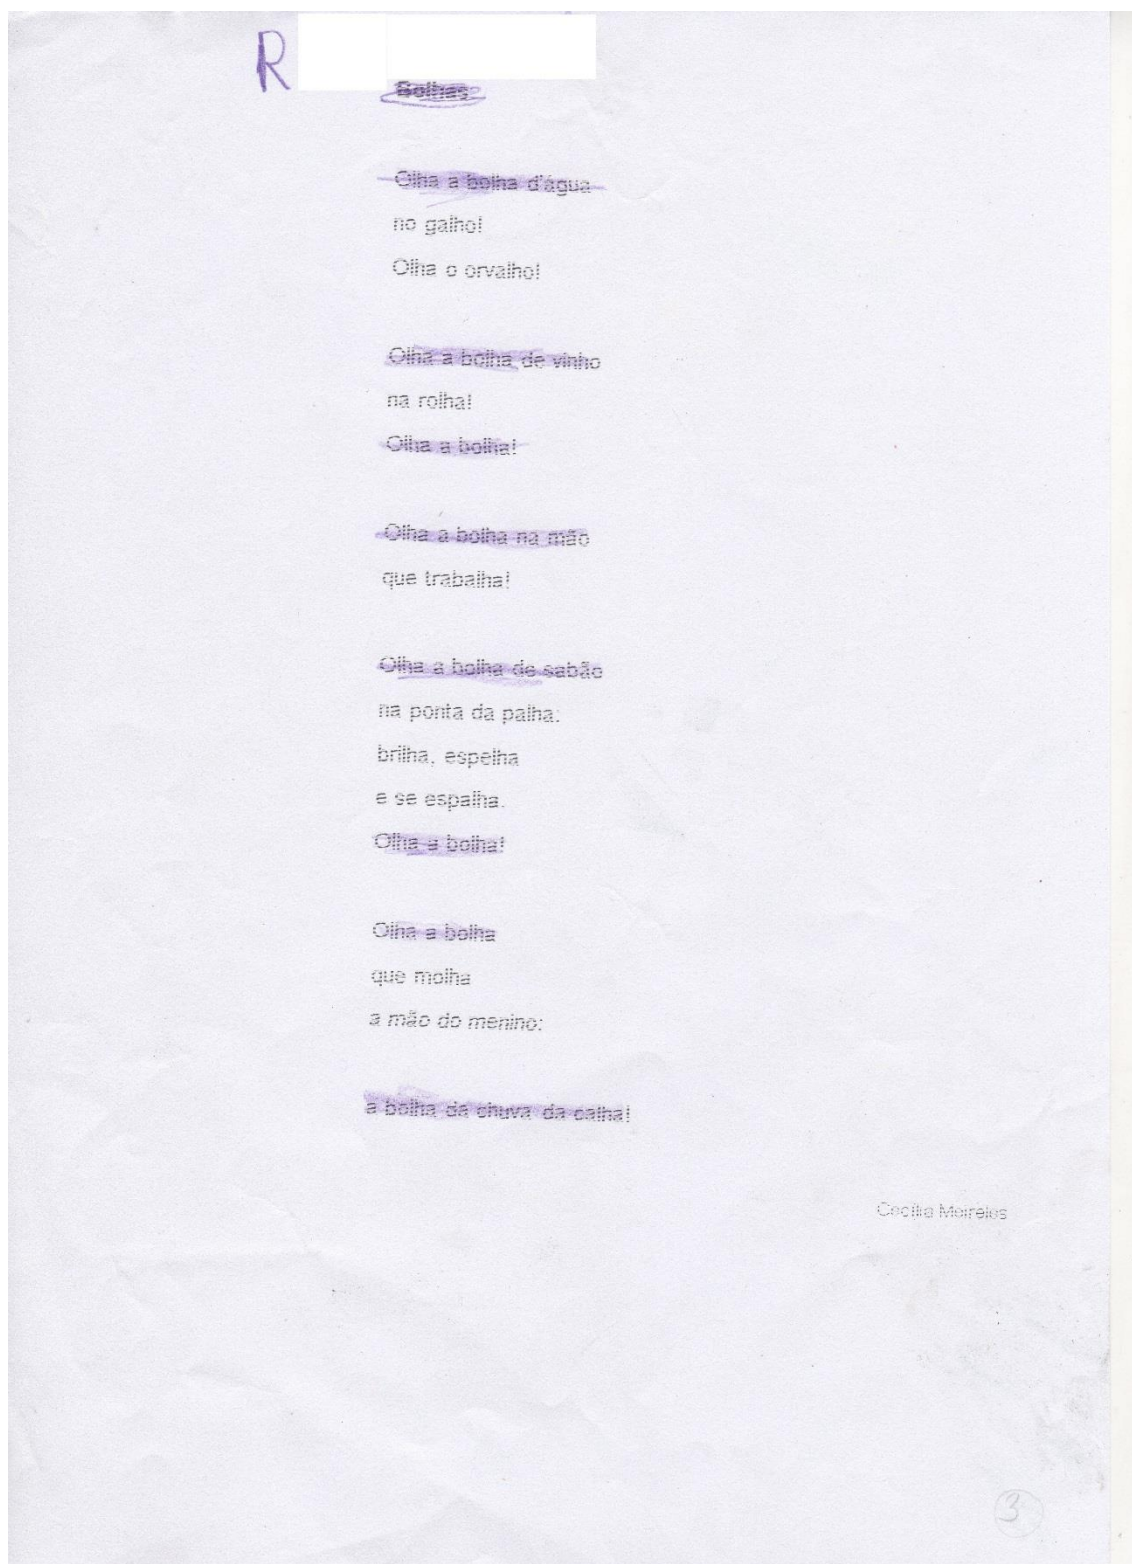 R
Bolhas
Olha a bolha d'água
no galho!
Olha o orvalho!
Olha a bolha de vinho
na rolha!
Olha a bolha!
Olha a bolha na mão
que trabalha!
Olha a bolha de sabão
na ponta da palha:
brilha, espelha
e se espalha.
Olha a bolha!
Olha a bolha
que molha
a mão do menino:
a bolha da chuva da calha!
Cecília Meireles
3